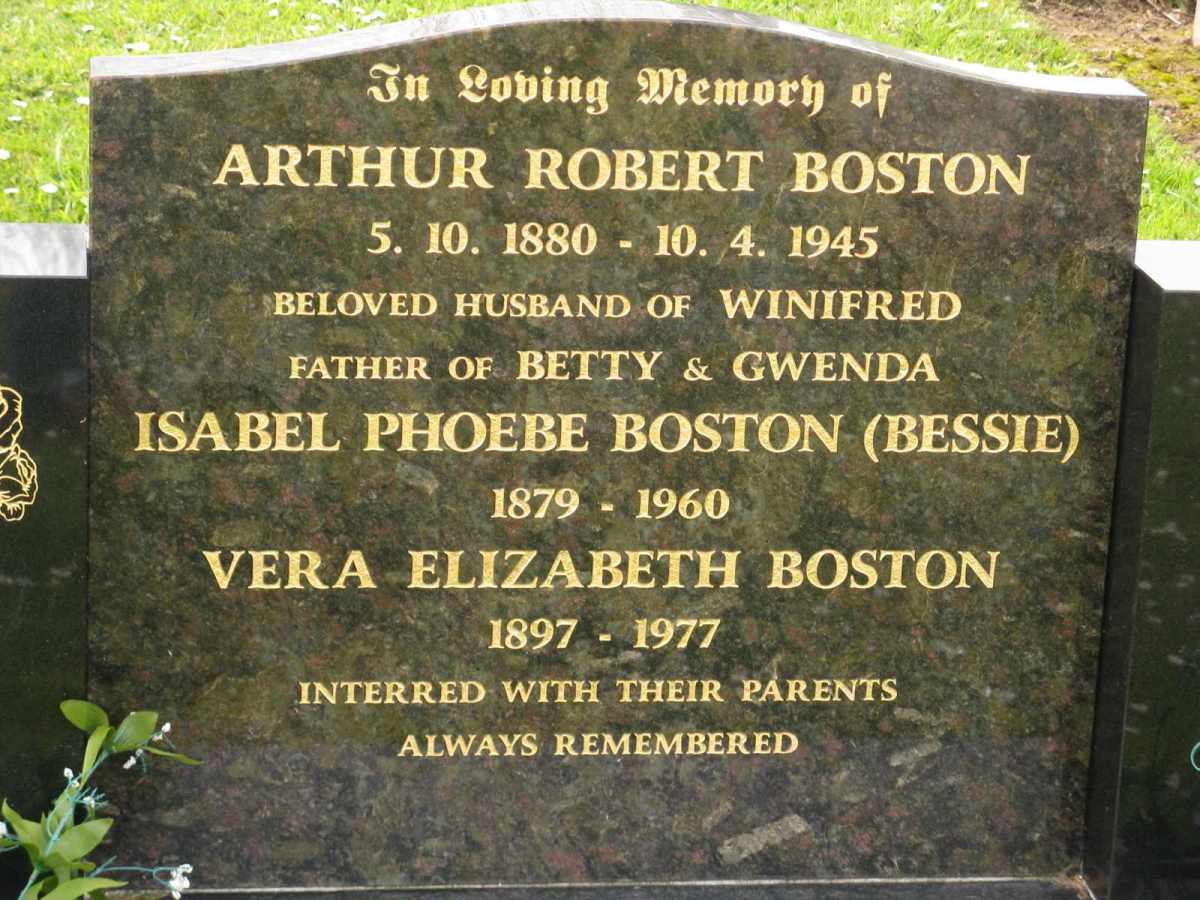 In Loving Memory of
ARTHUR ROBERT BOSTON
5. 10. 1880 - 10. 4. 1945
BELOVED HUSBAND OF WINIFRED
FATHER OF BETTY & GWENDA
ISABEL PHOEBE BOSTON (BESSIE)
1879 - 1960
VERA ELIZABETH BOSTON
1897 - 1977
INTERRED WITH THEIR PARENTS
ALWAYS REMEMBERED